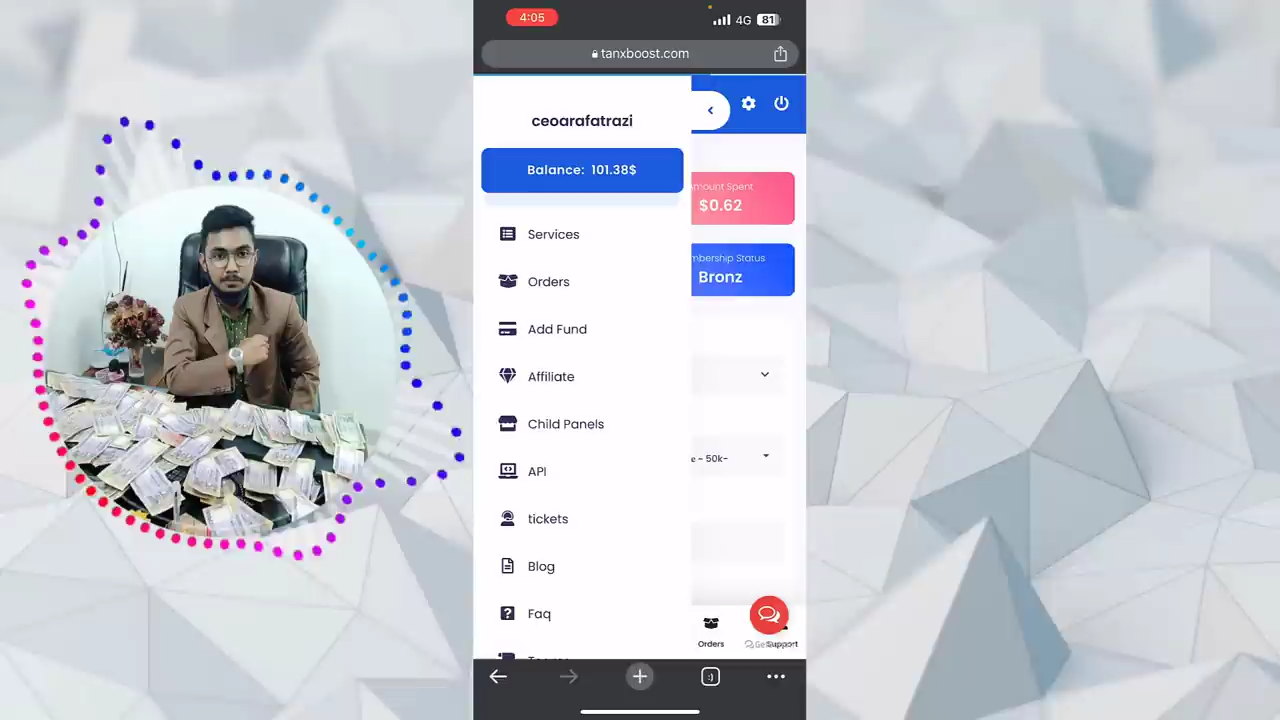 4:05
4G 81
tanxboost.com
ceoarafatrazi
Balance: 101.38$
mount Spent
$0.62
mbership Status
Bronz
Services
Orders
Add Fund
Affiliate
Child Panels
e - 50k-
API
tickets
Blog
Faq
Orders
Support
:)